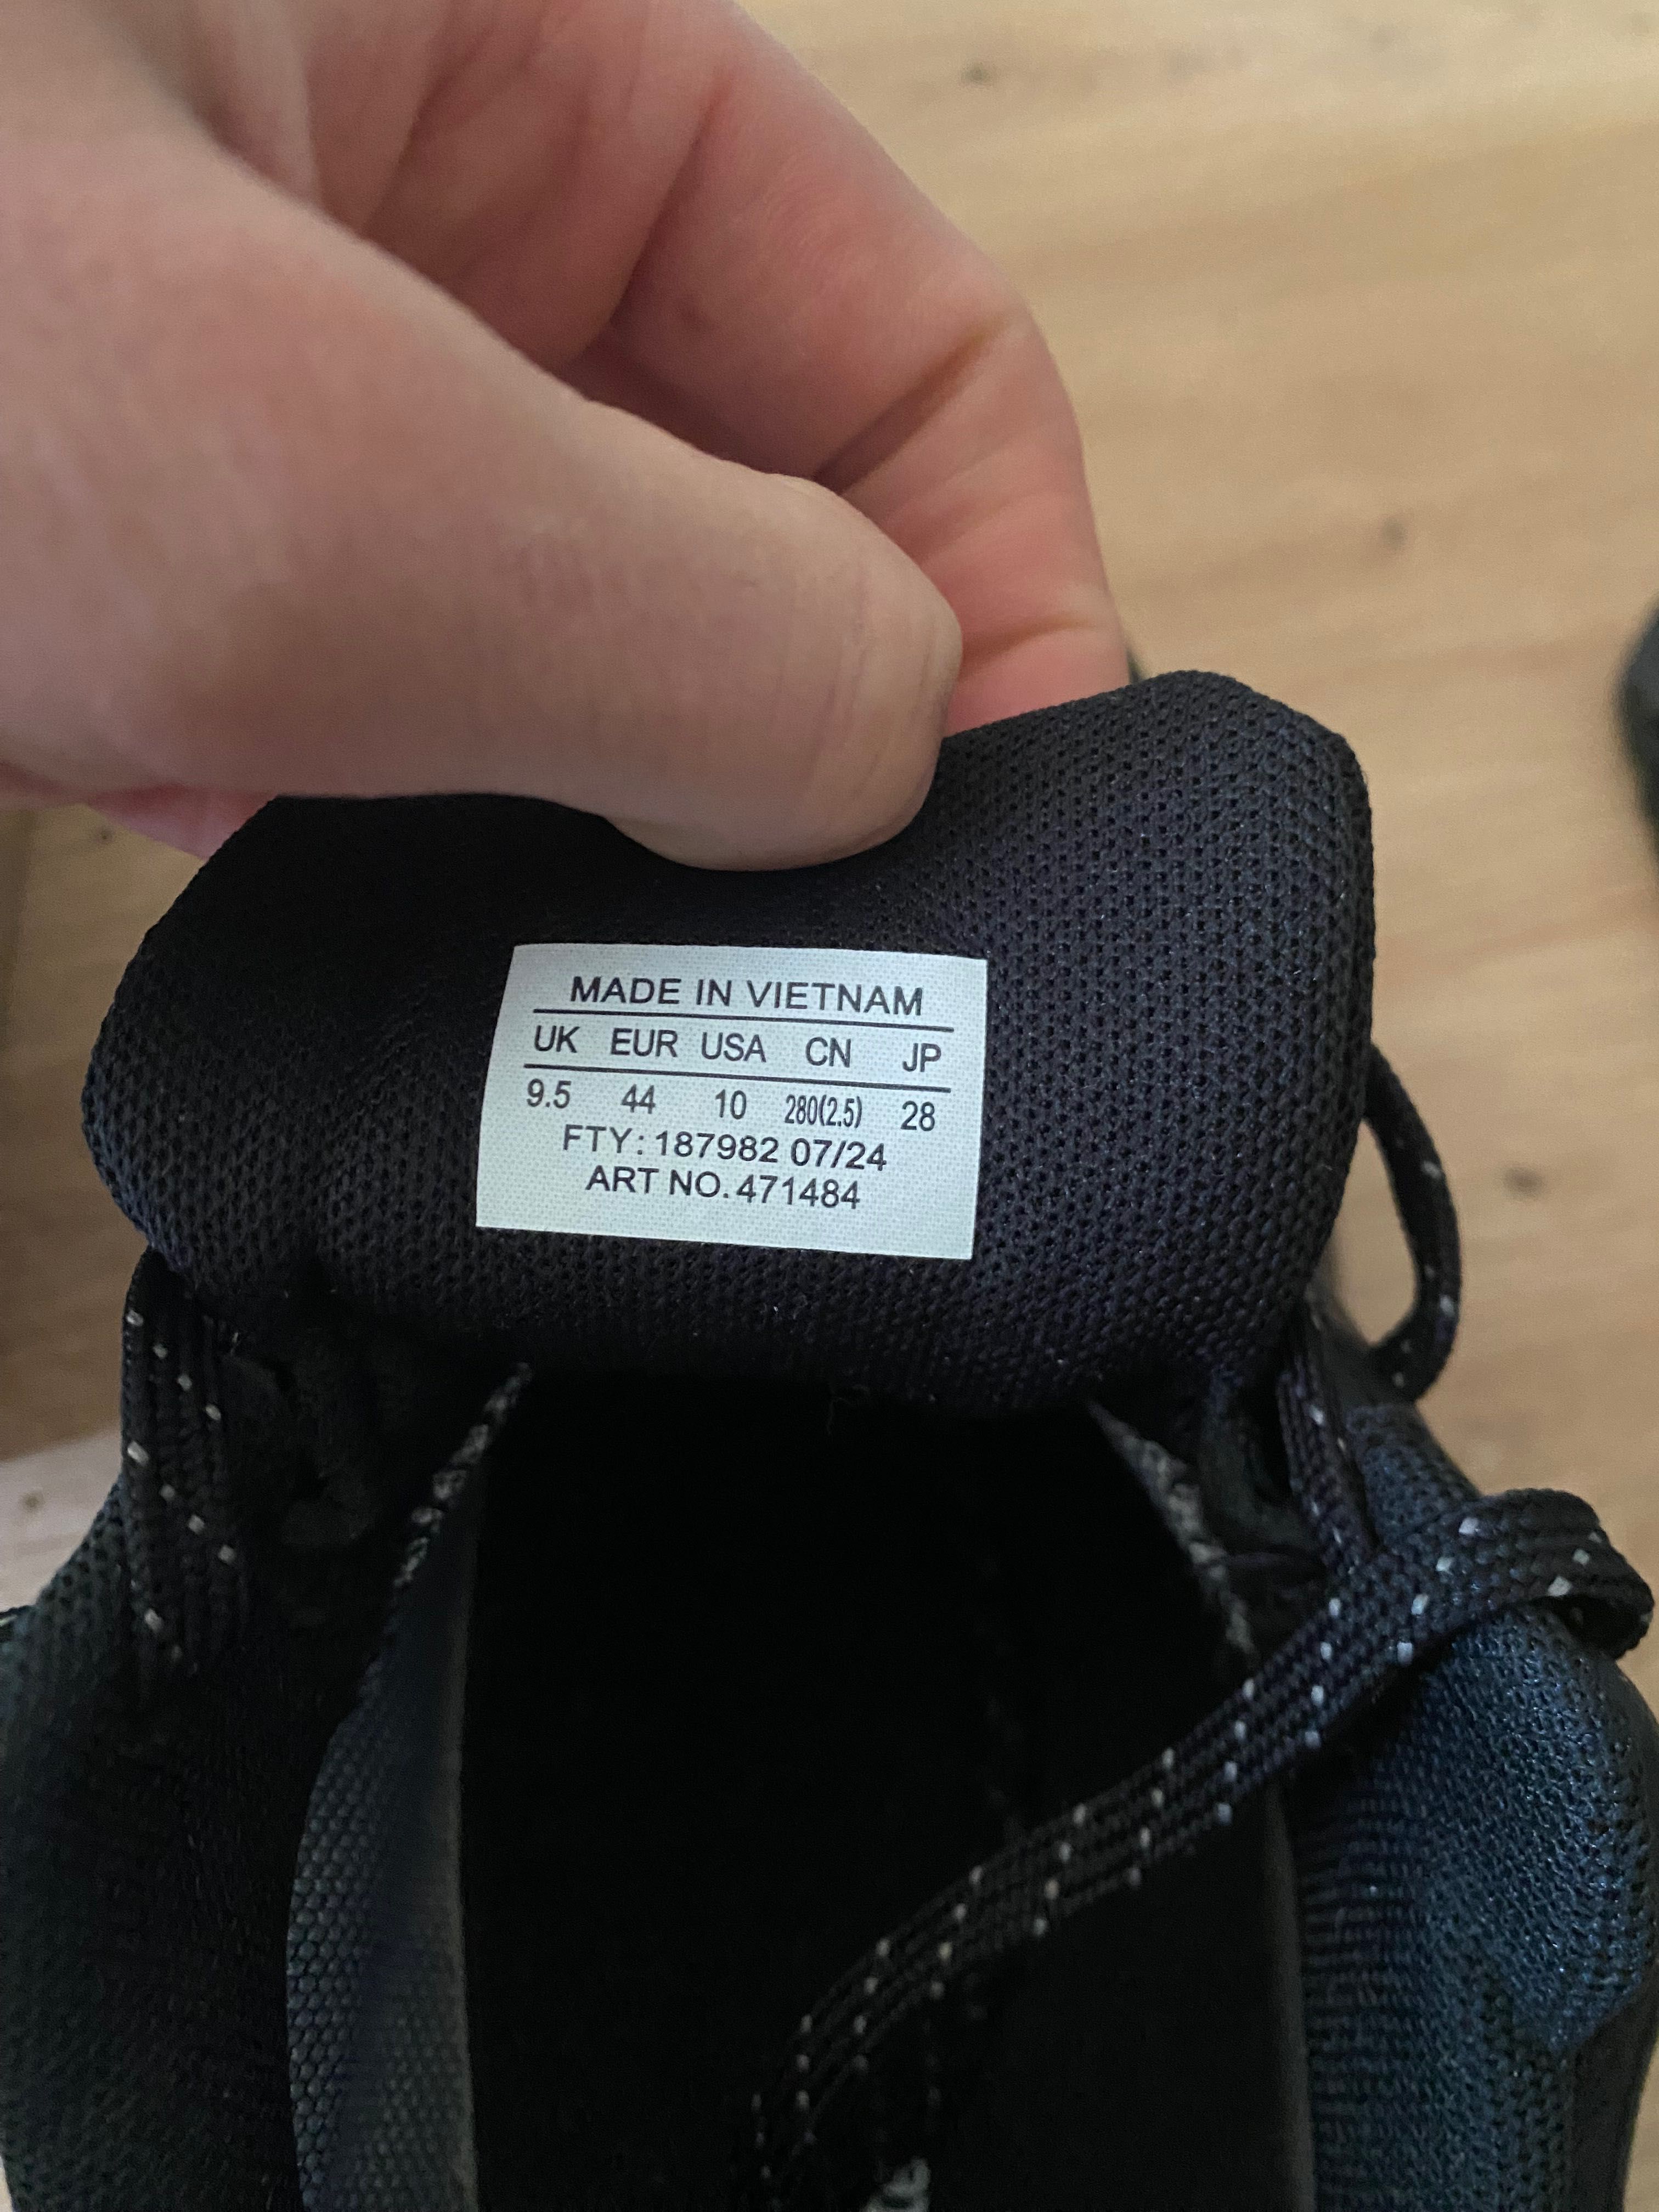 MADE IN VIETNAM
UK EUR USA CN JP
9.5 44 10 280(2.5) 28
FTY: 187982 07/24
ART NO. 471484